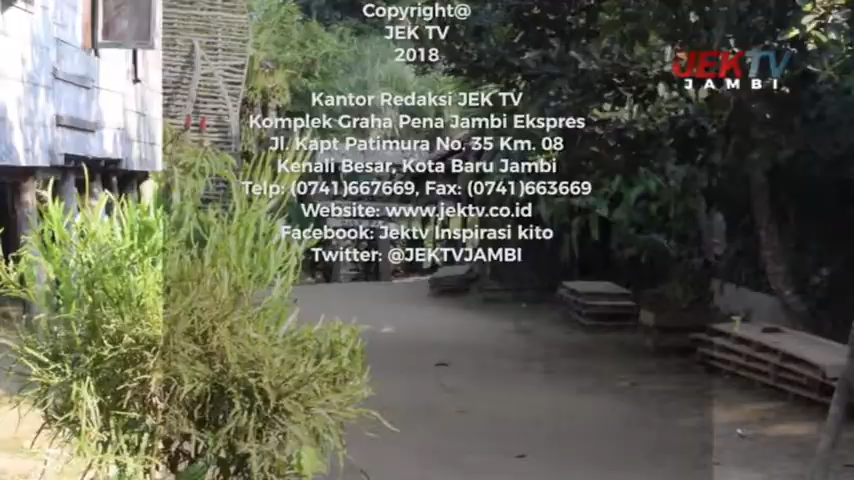 Copyright@
JEK TV
2018
Kantor Redaksi JEK TV
Komplek Graha Pena Jambi Ekspres
Jl. Kapt Patimura No. 35 Km. 08
Kenali Besar, Kota Baru Jambi
Telp: (0741)667669, Fax: (0741)663669
Website: www.jektv.co.id
Facebook: Jektv Inspirasi kito
Twitter: @JEKTVJAMBI
JEKTV
JAMBI